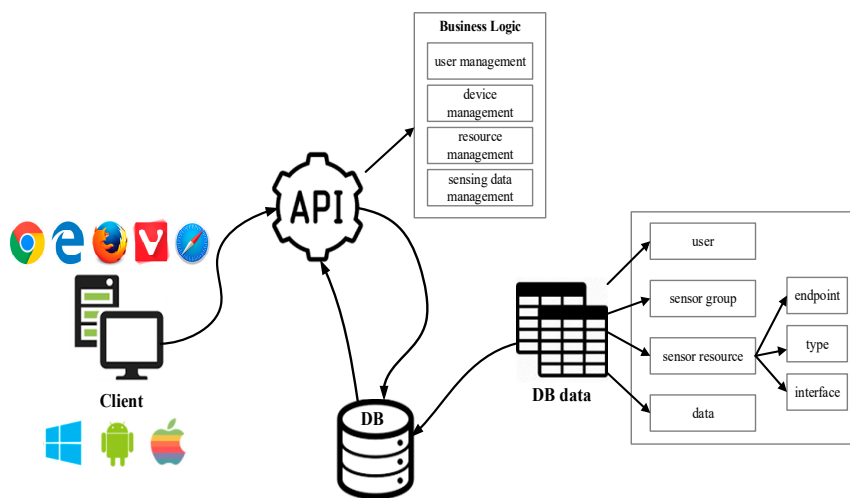 Business Logic
user management
device
management
resource
management
sensing data
management
API
Client
DB
DB data
user
sensor group
sensor resource
data
endpoint
type
interface